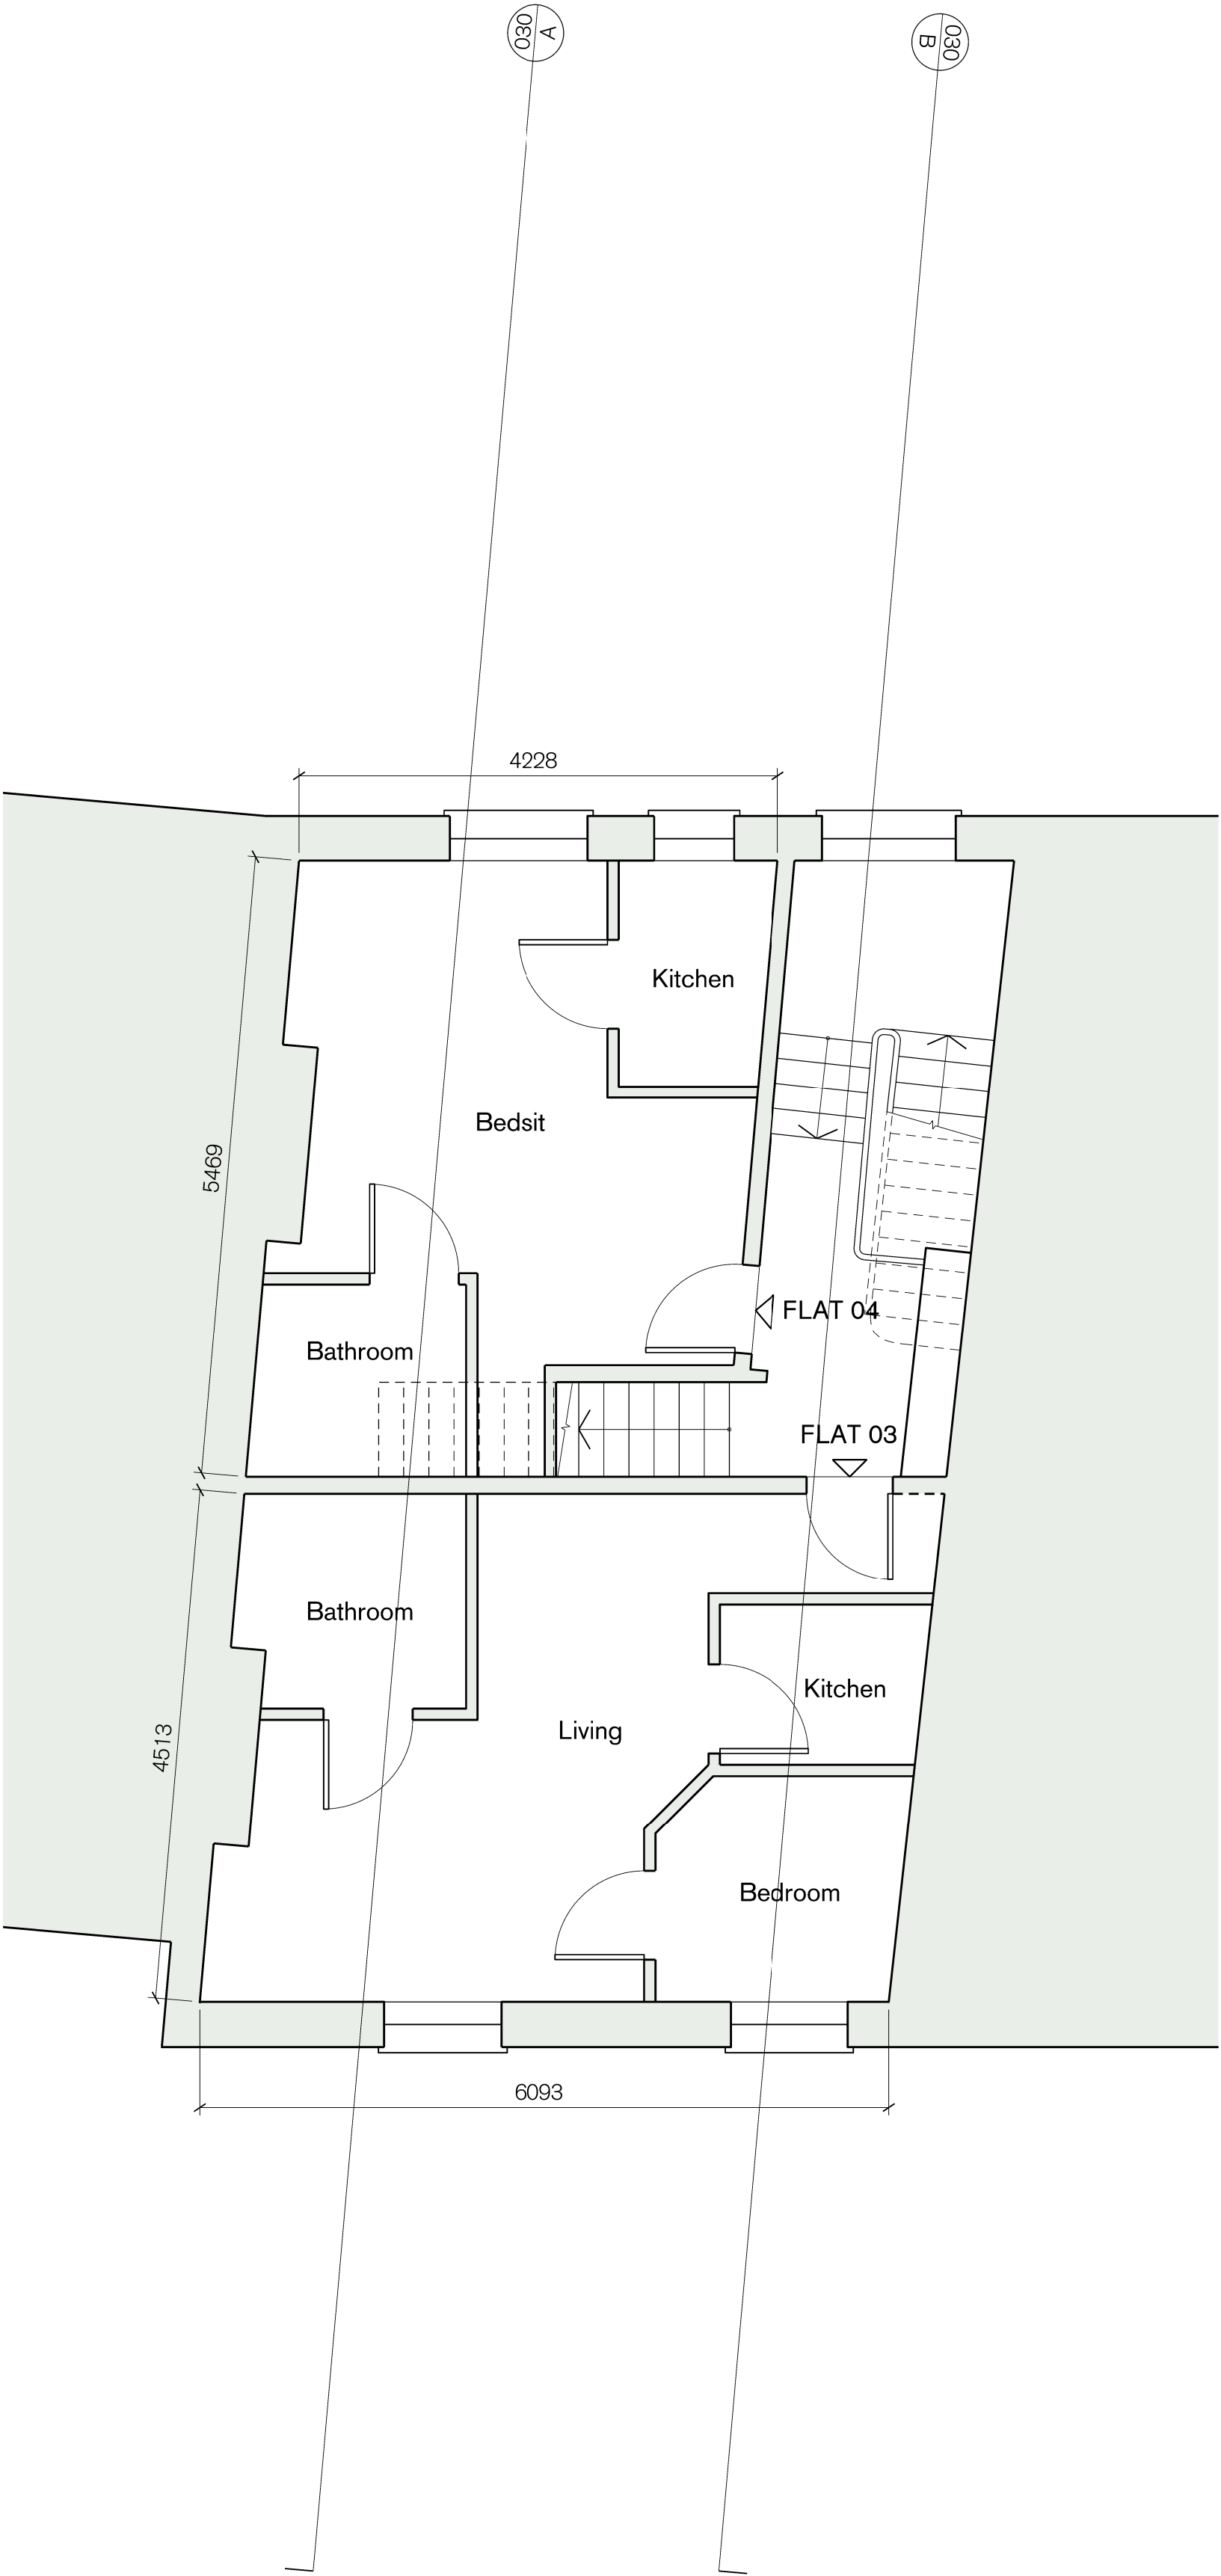 030
A
030
B
4228
Kitchen
Bedsit
5469
FLAT 04
Bathroom
FLAT 03
Bathroom
Kitchen
Living
4513
Bedroom
6093